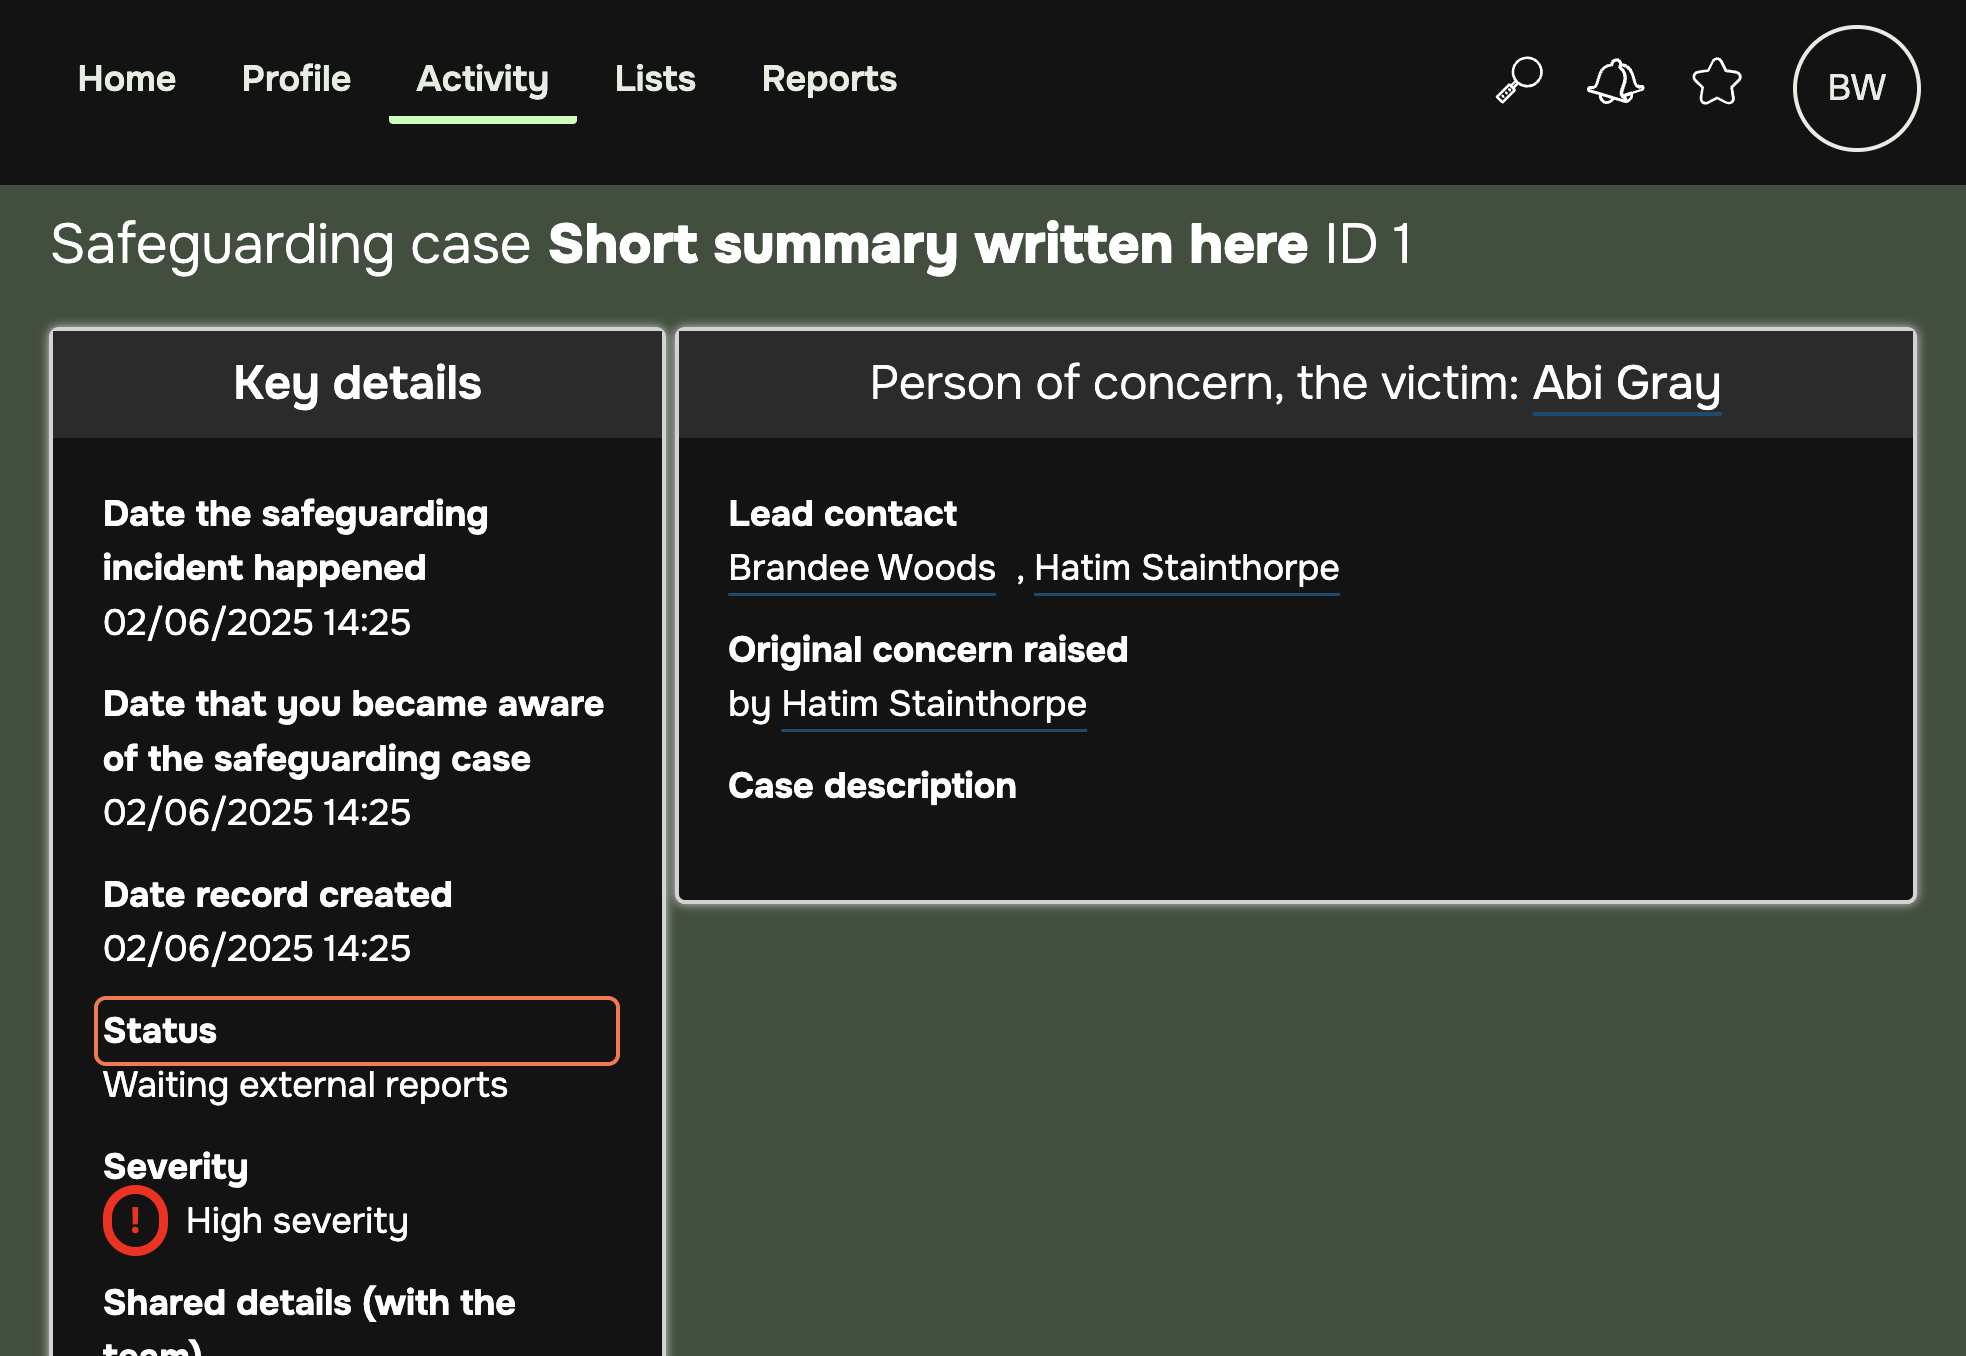 Home Profile Activity Lists Reports BW
Safeguarding case Short summary written here ID 1
Key details
Date the safeguarding
incident happened
02/06/2025 14:25
Date that you became aware
of the safeguarding case
02/06/2025 14:25
Date record created
02/06/2025 14:25
Status
Waiting external reports
Severity
! High severity
Shared details (with the
team)
Person of concern, the victim: Abi Gray
Lead contact
Brandee Woods , Hatim Stainthorpe
Original concern raised
by Hatim Stainthorpe
Case description